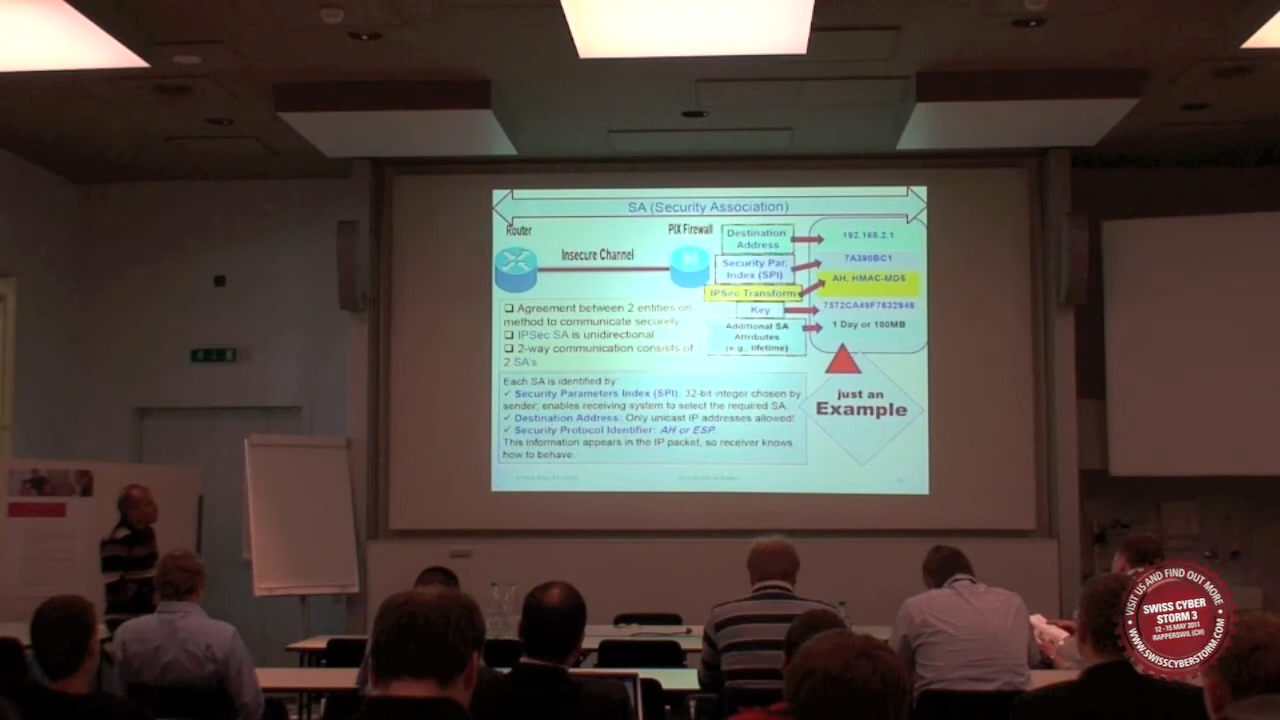 SA (Security Association)
Router
PIX Firewall
Insecure Channel
Destination
Address
192.168.2.1
Security Par.
Index (SPI)
7A390BC1
IPSec Transform
AH, HMAC-MD5
Key
7572CA49F7632946
Additional SA
Attributes
(e.g., lifetime)
1 Day or 100MB
❑ Agreement between 2 entities on
method to communicate securely
❑ IPSec SA is unidirectional
❑ 2-way communication consists of
2 SA's
Each SA is identified by:
✓ Security Parameters Index (SPI): 32-bit integer chosen by
sender; enables receiving system to select the required SA.
✓ Destination Address: Only unicast IP addresses allowed!
✓ Security Protocol Identifier: AH or ESP.
This information appears in the IP packet, so receiver knows
how to behave.
just an
Example
VISIT US AND FIND OUT MORE
SWISS CYBER
STORM 3
12 - 15 MAY 2011
RAPPERSWIL (CH)
WWW.SWISSCYBERSTORM.COM